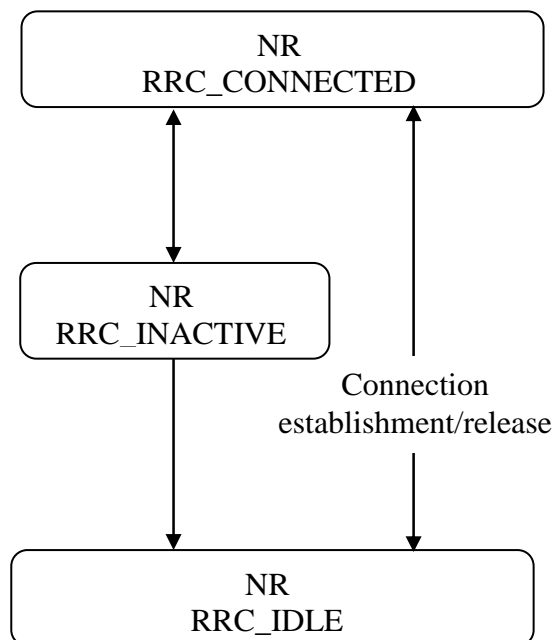 NR
RRC_CONNECTED
NR
RRC_INACTIVE
Connection
establishment/release
NR
RRC_IDLE